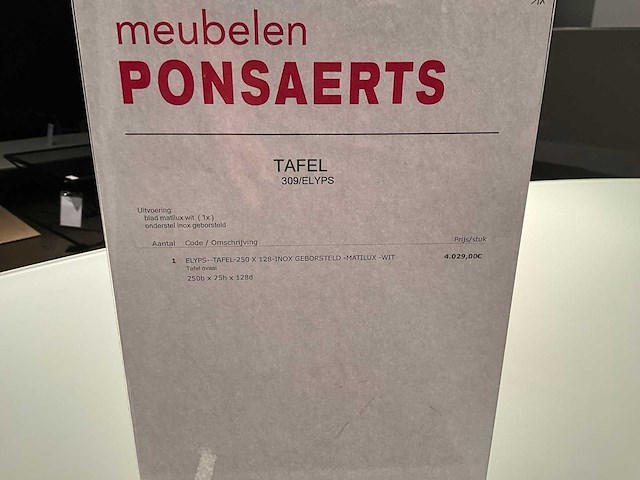 meubelen
PONSAERTS
TAFEL
309/ELYPS
Uitvoering:
blad matilux wit ( 1x )
onderstel inox geborsteld
Aantal Code / Omschrijving Prijs/stuk
1 ELYPS--TAFEL-250 X 128-INOX GEBORSTELD -MATILUX -WIT 4.029,00€
Tafel ovaal
250b x 75h x 128d